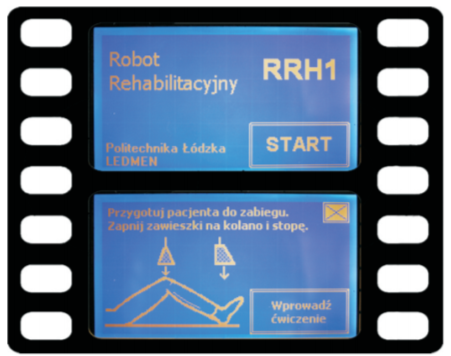 Robot
Rehabilitacyjny
RRH1
Politechnika Łódzka
LEDMEN
START
Przygotuj pacjenta do zabiegu.
Zapnij zawieszki na kolano i stopę.
Wprowadź
ćwiczenie